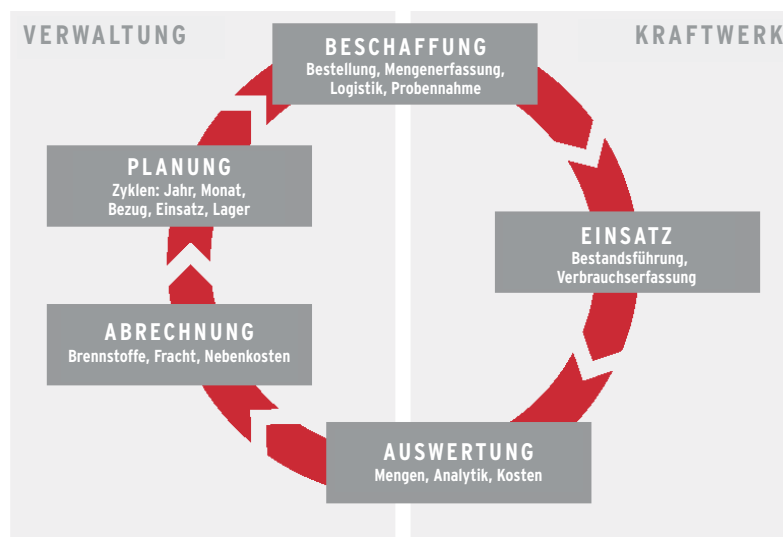 VERWALTUNG
KRAFTWERK
BESCHAFFUNG
Bestellung, Mengenerfassung,
Logistik, Probennahme
PLANUNG
Zyklen: Jahr, Monat,
Bezug, Einsatz, Lager
EINSATZ
Bestandsführung,
Verbrauchserfassung
ABRECHNUNG
Brennstoffe, Fracht, Nebenkosten
AUSWERTUNG
Mengen, Analytik, Kosten